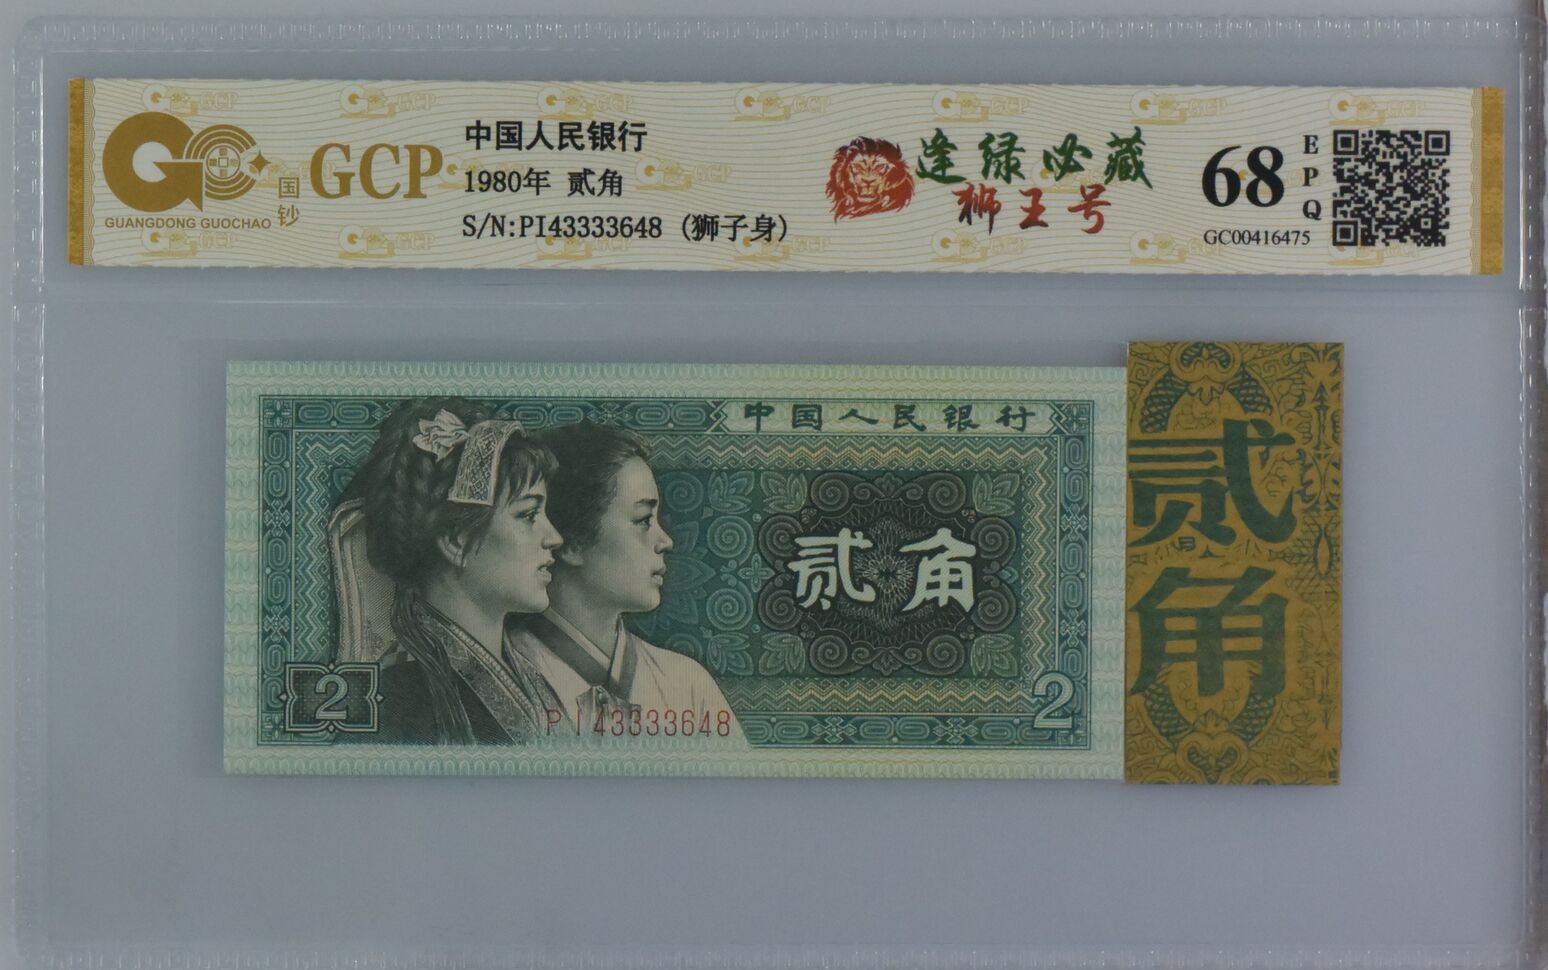 GCP
国钞
GUANGDONG GUOCHAO
中国人民银行
1980年 贰角
S/N:PI43333648 (狮子身)
逢绿必藏
狮王号
68
EPQ
GC00416475
中国人民银行
贰角
2
PI43333648
2
贰角